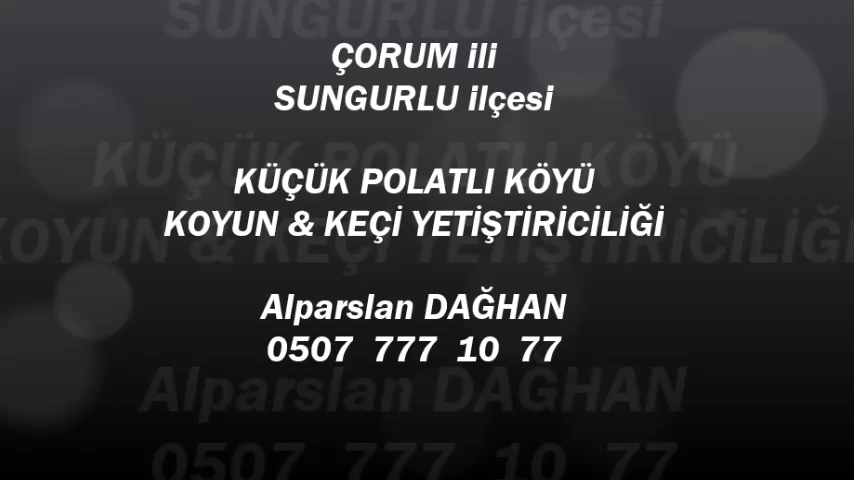 ÇORUM ili
SUNGURLU ilçesi
KÜÇÜK POLATLI KÖYÜ
KOYUN & KEÇİ YETİŞTİRİCİLİĞİ
Alparslan DAĞHAN
0507 777 10 77